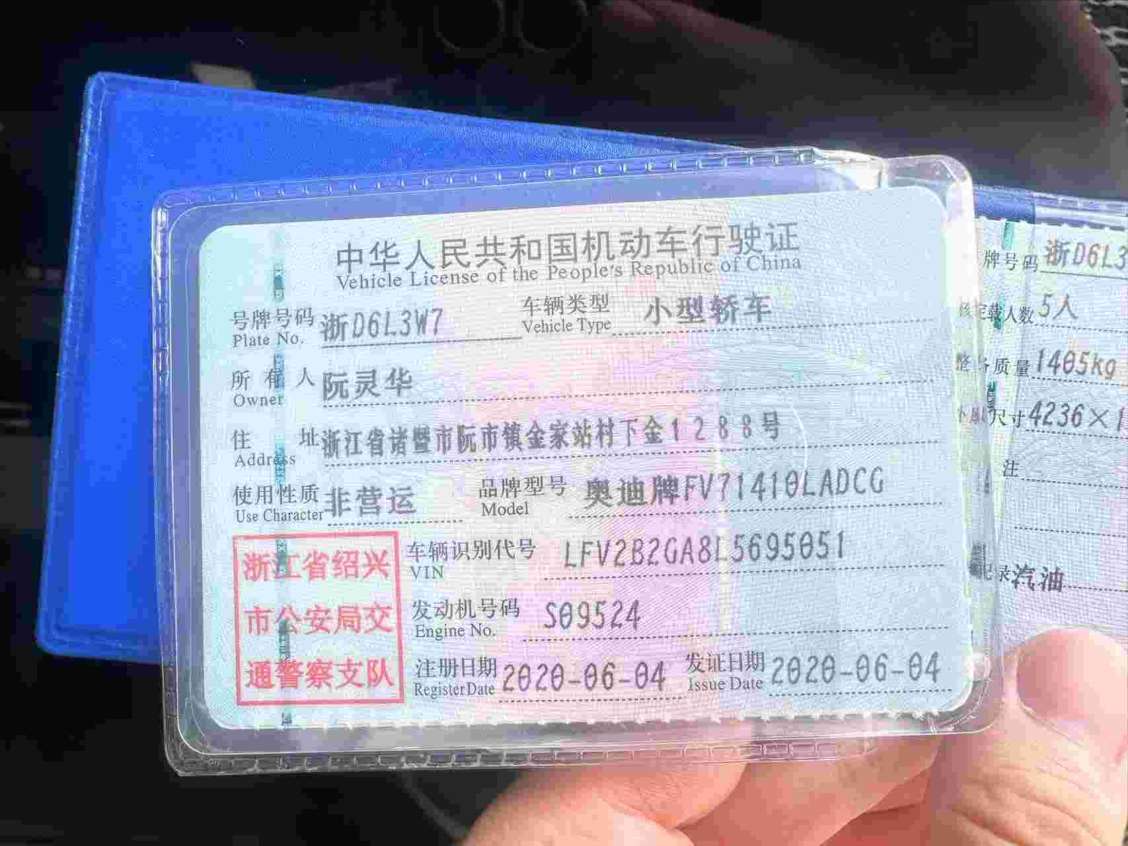 中华人民共和国机动车行驶证
Vehicle License of the People's Republic of China
号牌号码 浙D6L3W7 车辆类型 小型轿车
Plate No. Vehicle Type
所有人 阮灵华
Owner
住址 浙江省诸暨市阮市镇金家站村下金1288号
Address
使用性质 非营运 品牌型号 奥迪牌FV71410LADCG
Use Character Model
浙江省绍兴
市公安局交
通警察支队
车辆识别代号 LFV2B2GA8L5695051
VIN
发动机号码 S09524
Engine No.
注册日期 2020-06-04 发证日期 2020-06-04
Register Date Issue Date
牌号码 浙D6L3
定载人数 5人
整备质量 1405kg
尺寸 4236×1
注
记录 汽油